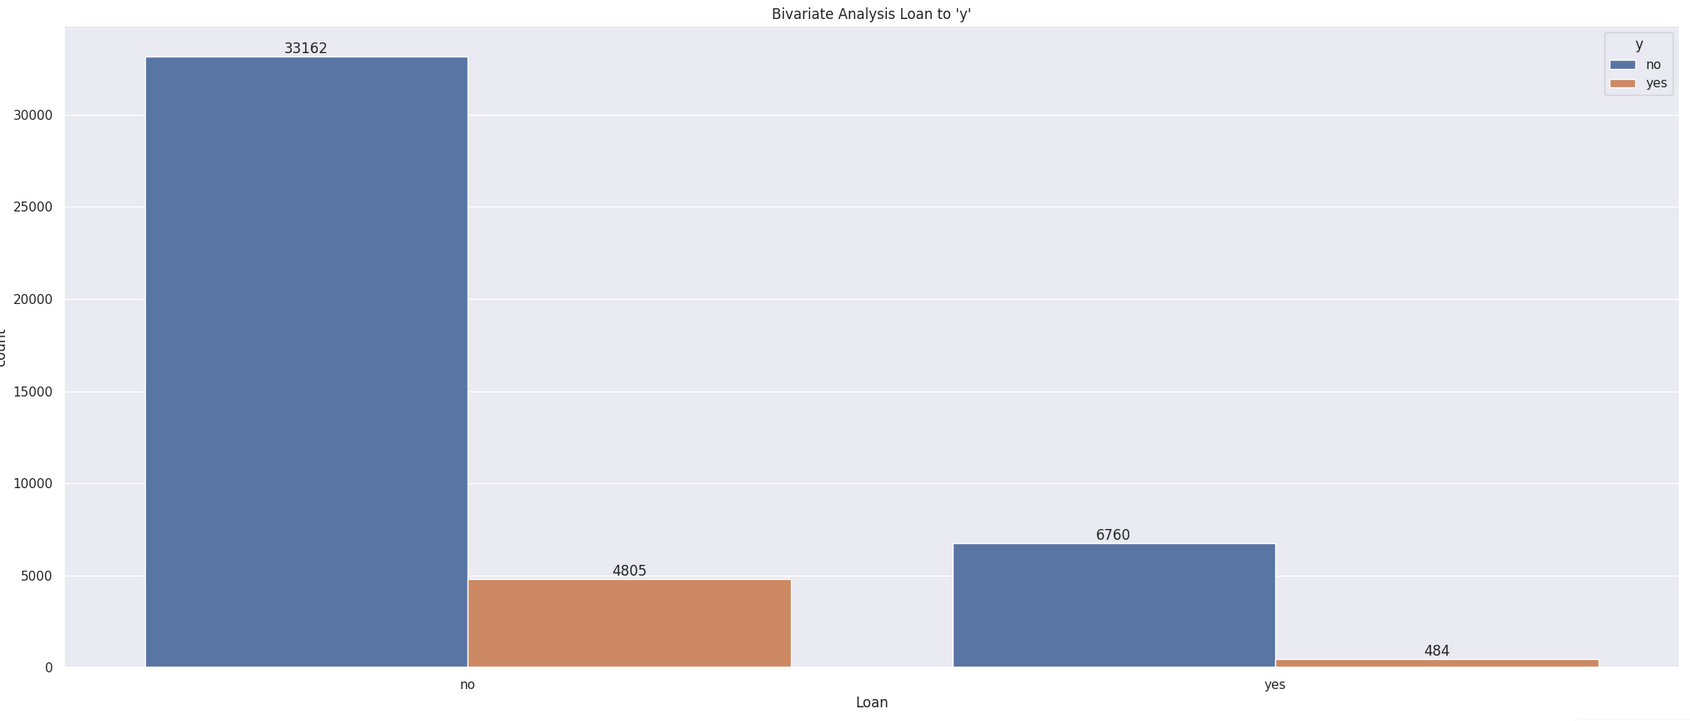 Bivariate Analysis Loan to 'y'
33162
y
no
yes
30000
25000
20000
15000
count
10000
6760
5000
4805
484
0
no
yes
Loan